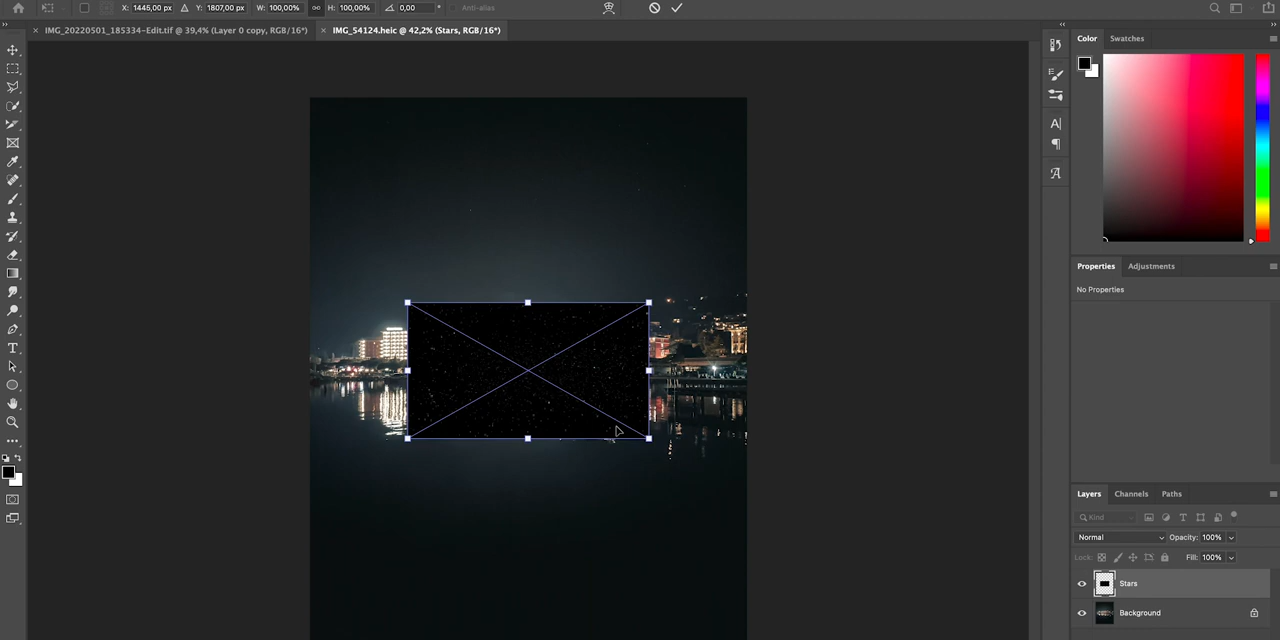 X: 1445,00 px Y: 1807,00 px W: 100,00% H: 100,00% 0,00 ° Anti-alias
× IMG_20220501_185334-Edit.tif @ 39,4% (Layer 0 copy, RGB/16*) × IMG_54124.heic @ 42,2% (Stars, RGB/16*)
Color Swatches
Properties Adjustments
No Properties
Layers Channels Paths
Kind
Normal Opacity: 100%
Lock: Fill: 100%
Stars
Background